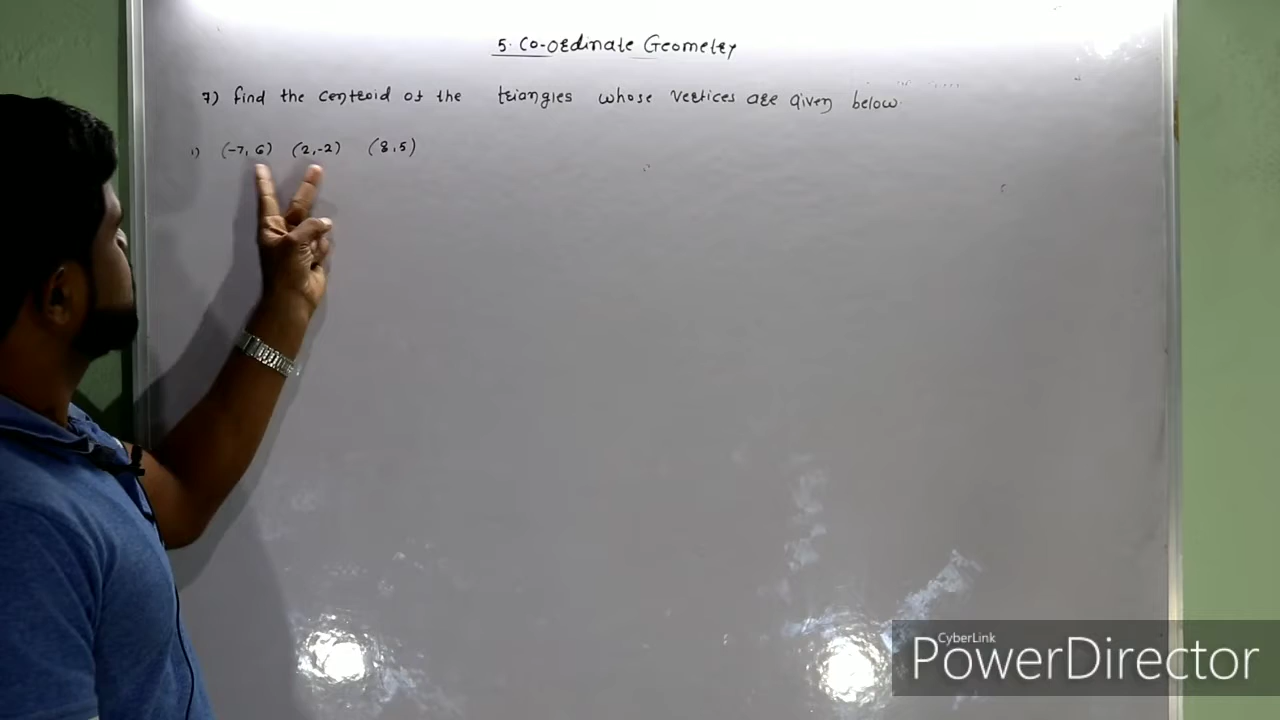 5. Co-ordinate Geometry
7) find the centroid of the triangles whose vertices are given below.
i) (-7, 6) (2,-2) (8,5)
CyberLink
PowerDirector